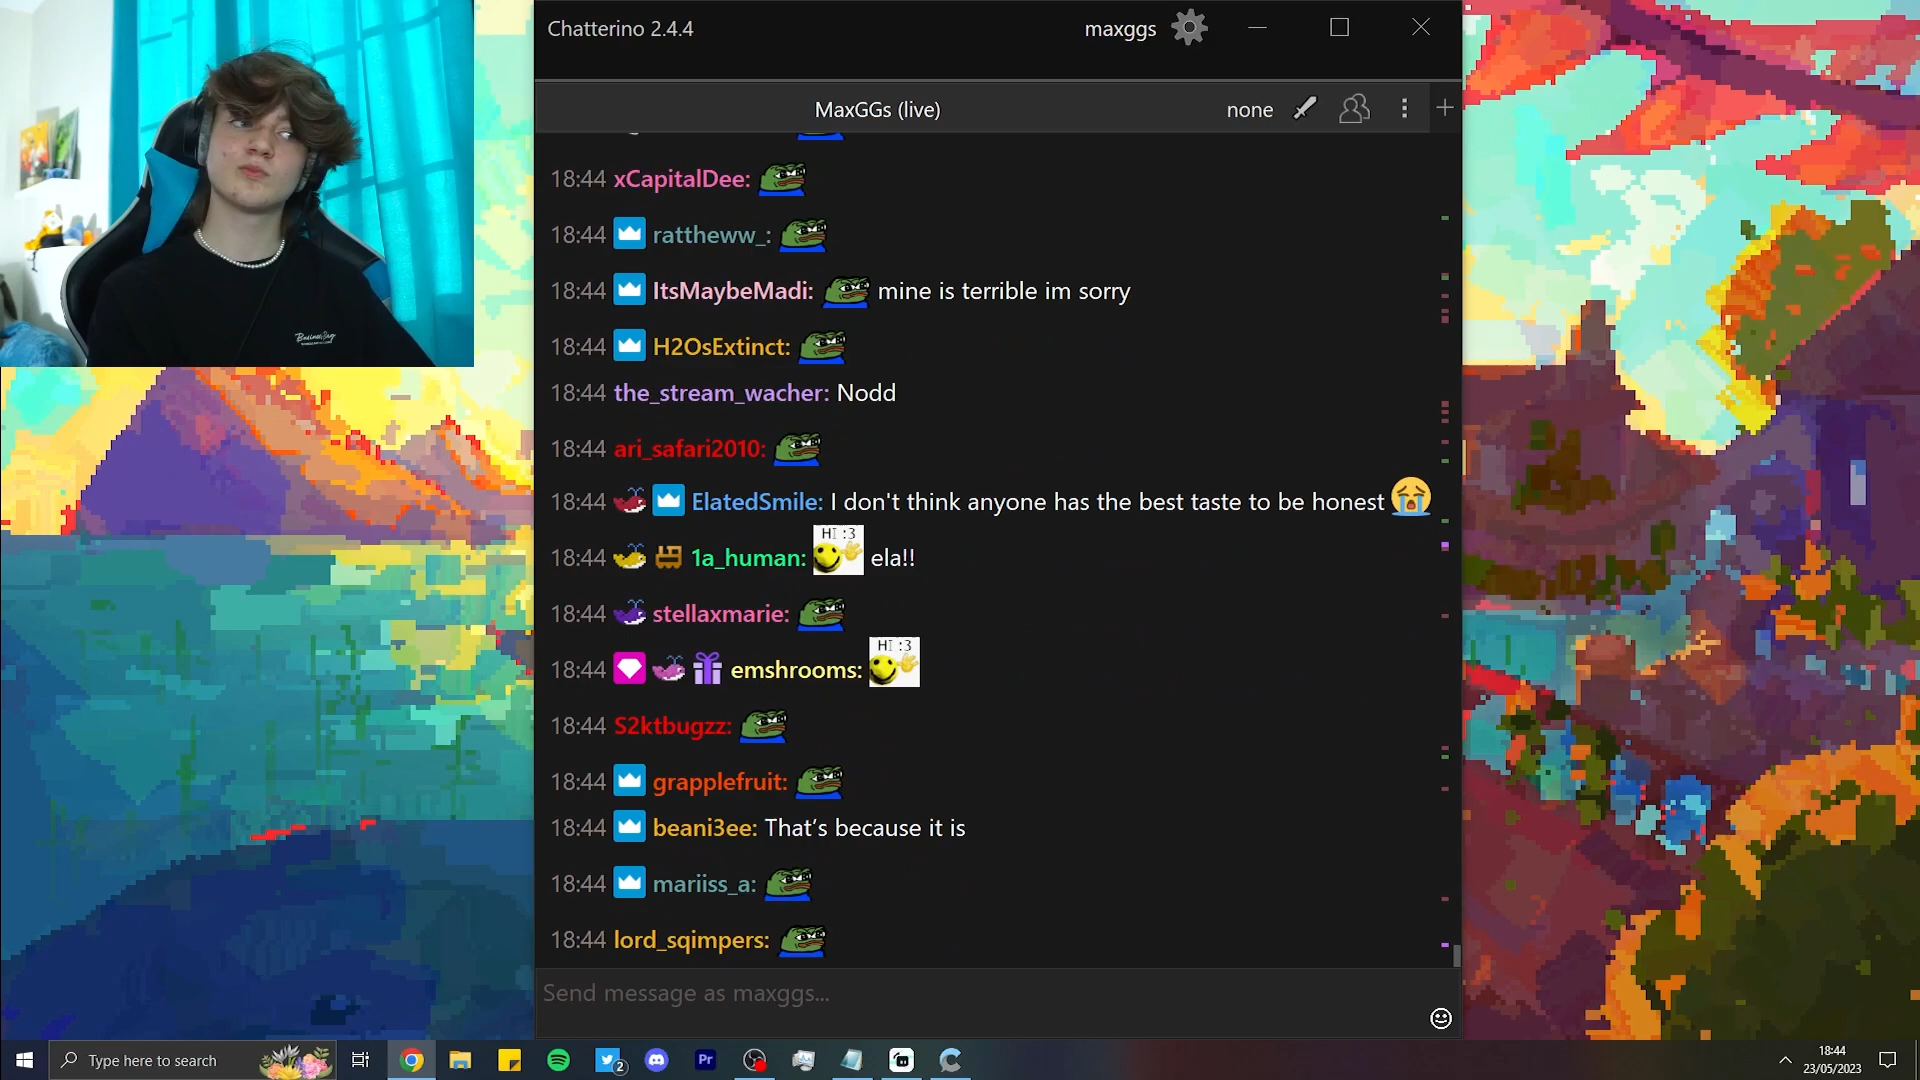 Chatterino 2.4.4
maxggs
MaxGGs (live)
none
18:44 xCapitalDee:
18:44 rattheww_:
18:44 ItsMaybeMadi: mine is terrible im sorry
18:44 H2OsExtinct:
18:44 the_stream_wacher: Nodd
18:44 ari_safari2010:
18:44 ElatedSmile: I don't think anyone has the best taste to be honest
HI :3
18:44 1a_human: ela!!
18:44 stellaxmarie:
HI :3
18:44 emshrooms:
18:44 S2ktbugzz:
18:44 grapplefruit:
18:44 beani3ee: That's because it is
18:44 mariiss_a:
18:44 lord_sqimpers:
Send message as maxggs...
Type here to search
2
Pr
18:44
23/05/2023